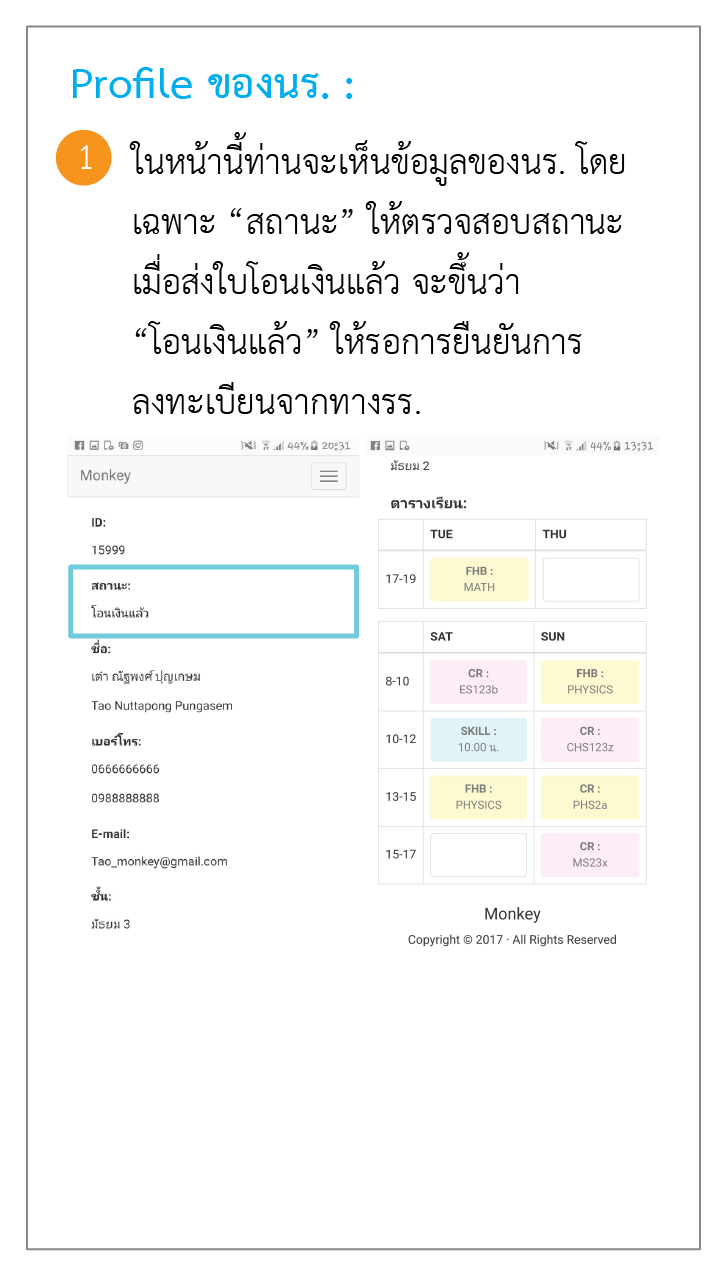 Profile ของนร. :
1
ในหน้านี้ท่านจะเห็นข้อมูลของนร. โดย
เฉพาะ “สถานะ” ให้ตรวจสอบสถานะ
เมื่อส่งใบโอนเงินแล้ว จะขึ้นว่า
“โอนเงินแล้ว” ให้รอการยืนยันการ
ลงทะเบียนจากทางรร.
44% 20:31
Monkey
ID:
15999
สถานะ:
โอนเงินแล้ว
ชื่อ:
เต่า ณัฐพงศ์ ปุญเกษม
Tao Nuttapong Pungasem
เบอร์โทร:
0666666666
0988888888
E-mail:
Tao_monkey@gmail.com
ชั้น:
มัธยม 3
44% 13:31
มัธยม 2
ตารางเรียน:
TUE THU
17-19 FHB :
MATH
SAT SUN
8-10 CR : FHB :
ES123b PHYSICS
10-12 SKILL : CR :
10.00 น. CHS123z
13-15 FHB : CR :
PHYSICS PHS2a
15-17 CR :
MS23x
Monkey
Copyright © 2017 · All Rights Reserved